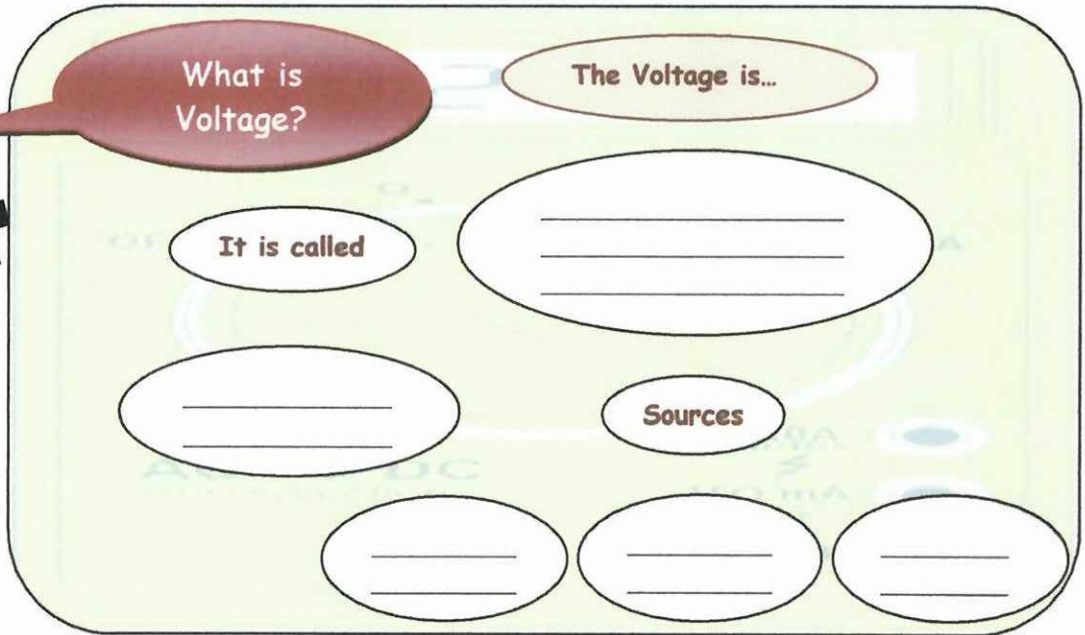 What is
Voltage?
The Voltage is...
It is called
Sources